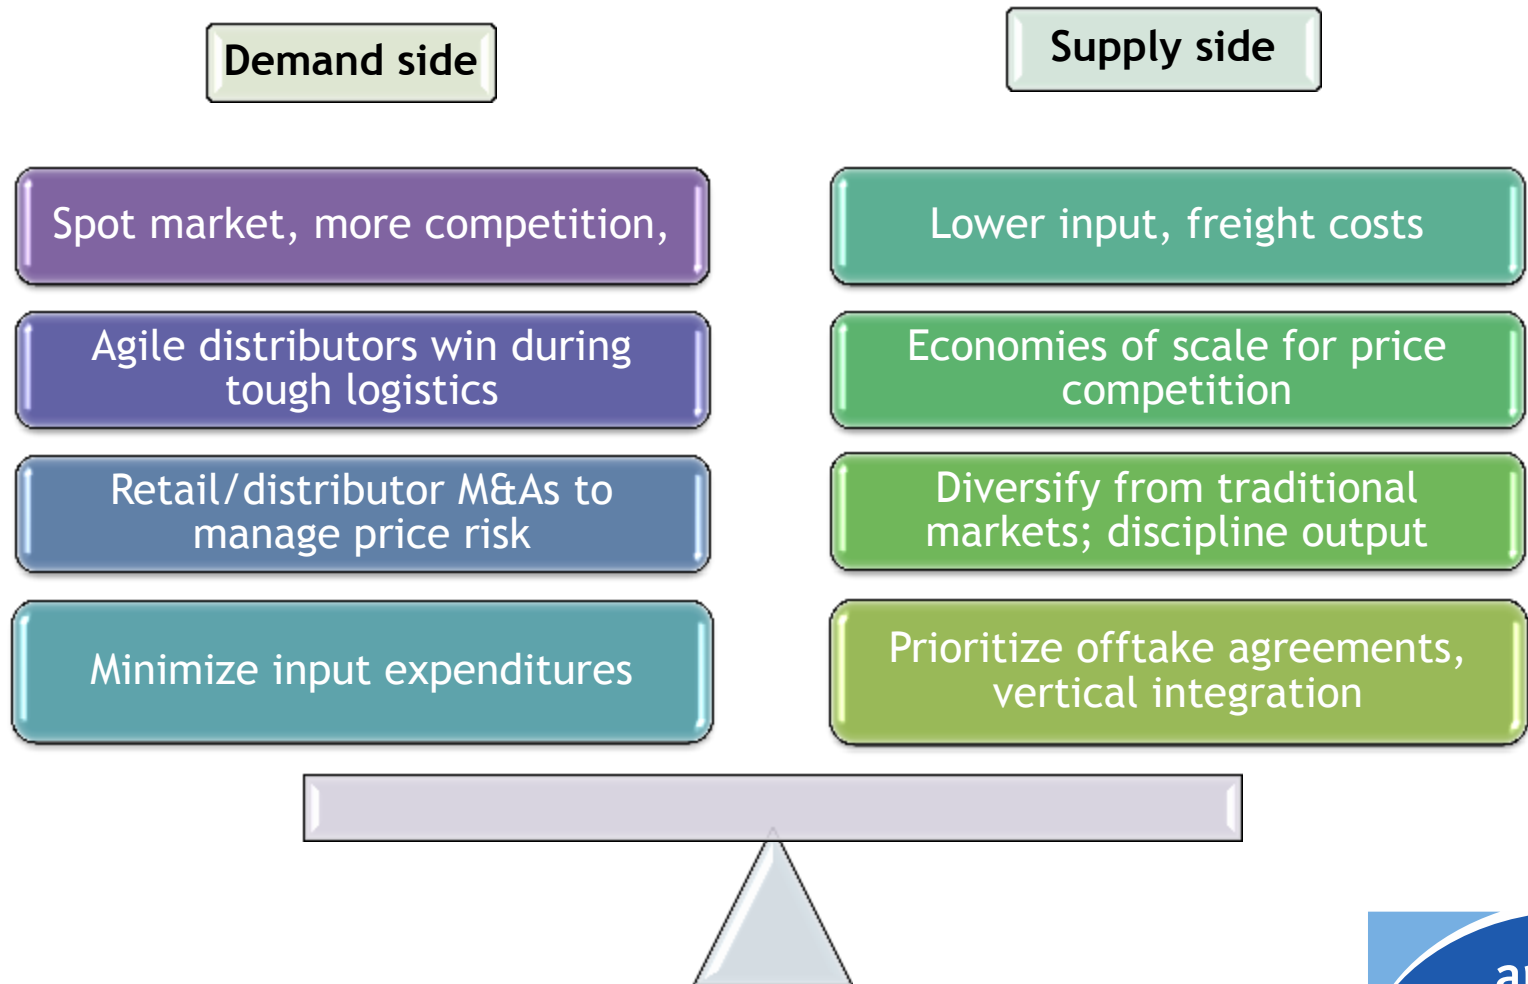 Demand side
Spot market, more competition,
Agile distributors win during
tough logistics
Retail/distributor M&As to
manage price risk
Minimize input expenditures
Supply side
Lower input, freight costs
Economies of scale for price
competition
Diversify from traditional
markets; discipline output
Prioritize offtake agreements,
vertical integration